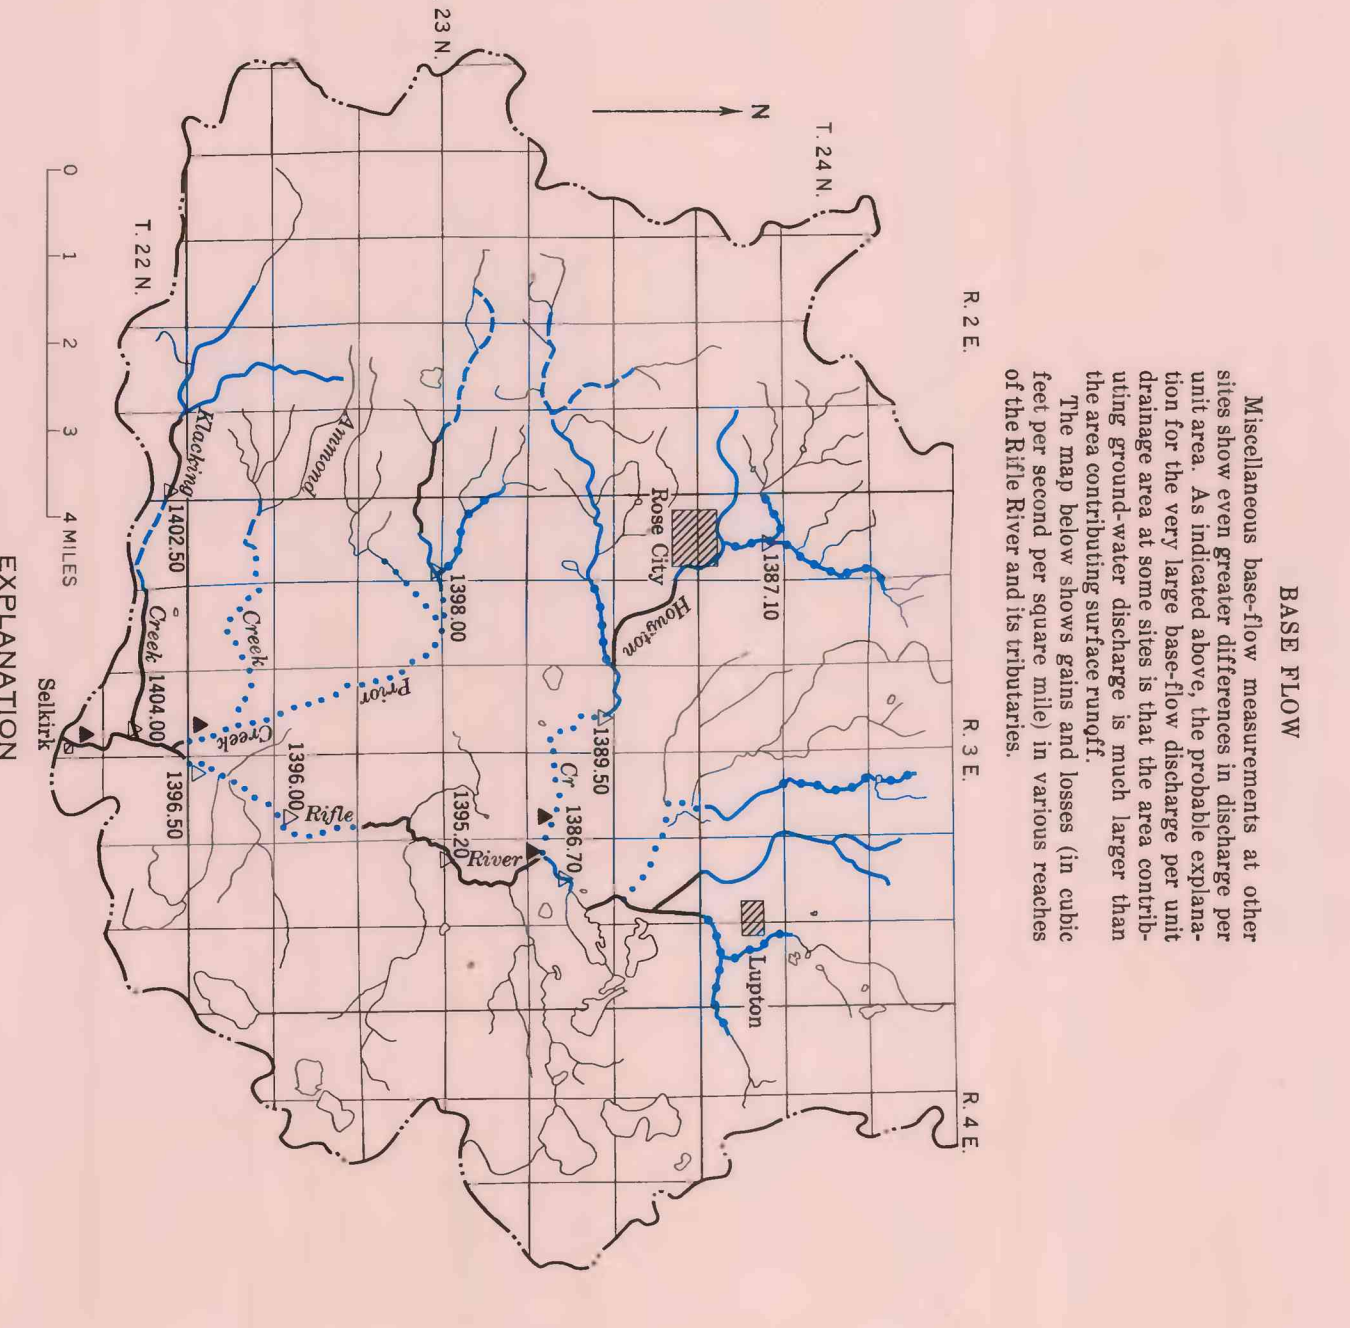 BASE FLOW
Miscellaneous base-flow measurements at other
sites show even greater differences in discharge per
unit area. As indicated above, the probable explana-
tion for the very large base-flow discharge per unit
drainage area at some sites is that the area contrib-
uting ground-water discharge is much larger than
the area contributing surface runoff.
The map below shows gains and losses (in cubic
feet per second per square mile) in various reaches
of the Rifle River and its tributaries.
R. 2 E.
R. 3 E.
R. 4 E.
T. 24 N.
N
1387.10
Lupton
Rose City
Houghton
1389.50
Cr
1386.70
23 N.
1398.00
1395.20
River
Prior
Creek
Rifle
1396.00
Ammond
Creek
Klacking
Creek
1402.50
1404.00
1396.50
T. 22 N.
Selkirk
0 1 2 3 4 MILES
EXPLANATION